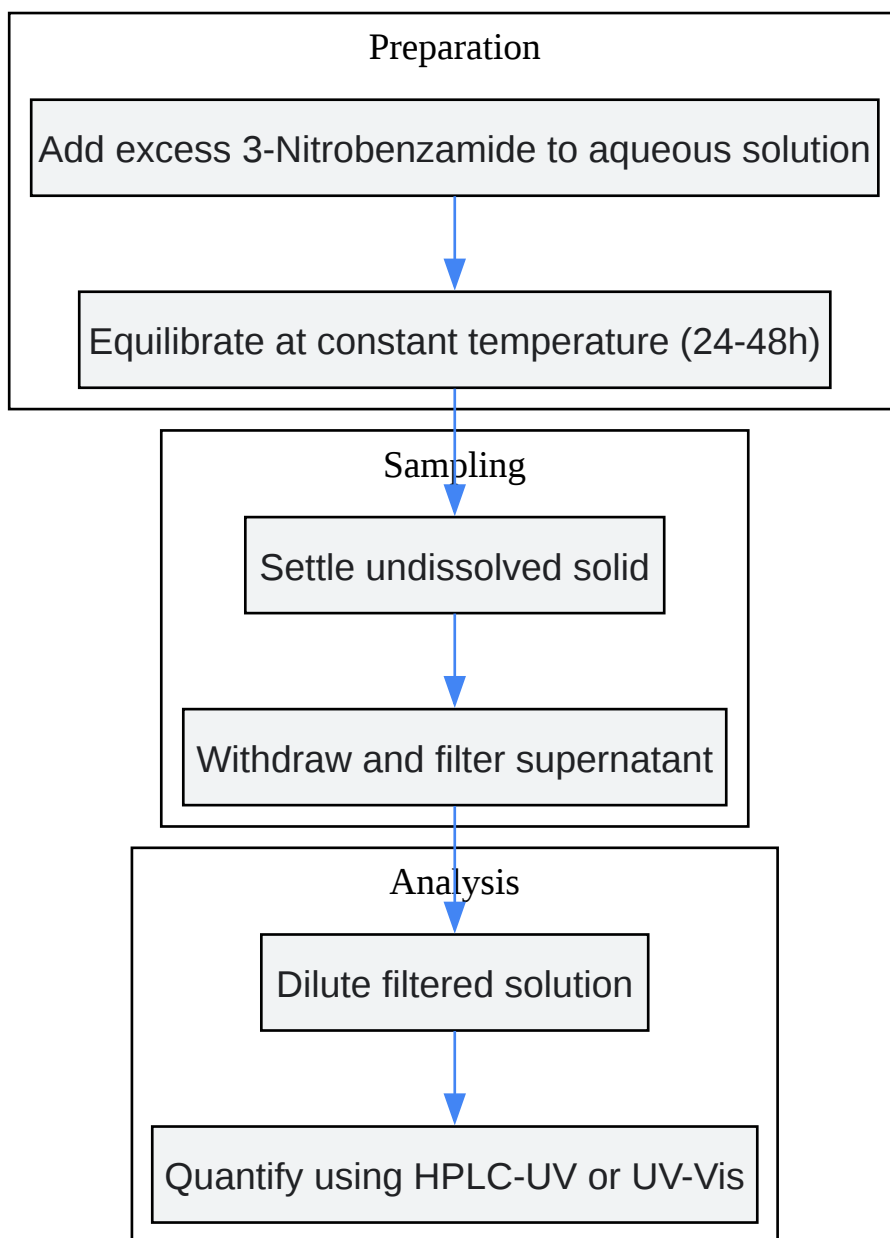 Preparation
Add excess 3-Nitrobenzamide to aqueous solution
Equilibrate at constant temperature (24-48h)
Sampling
Settle undissolved solid
Withdraw and filter supernatant
Analysis
Dilute filtered solution
Quantify using HPLC-UV or UV-Vis